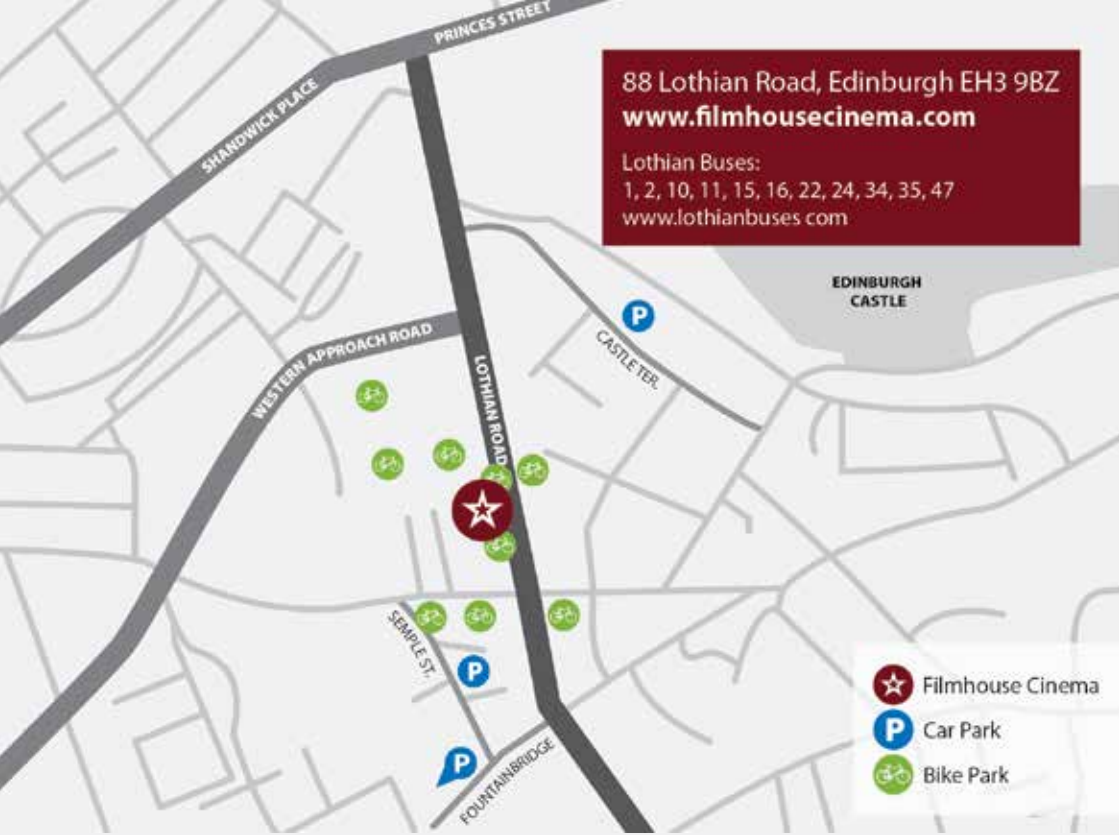 PRINCES STREET
SHANDWICK PLACE
88 Lothian Road, Edinburgh EH3 9BZ
www.filmhousecinema.com
Lothian Buses:
1, 2, 10, 11, 15, 16, 22, 24, 34, 35, 47
www.lothianbuses com
EDINBURGH
CASTLE
P
CASTLE TER.
WESTERN APPROACH ROAD
LOTHIAN ROAD
SEMPLE ST.
P
P
FOUNTAINBRIDGE
Filmhouse Cinema
P Car Park
Bike Park